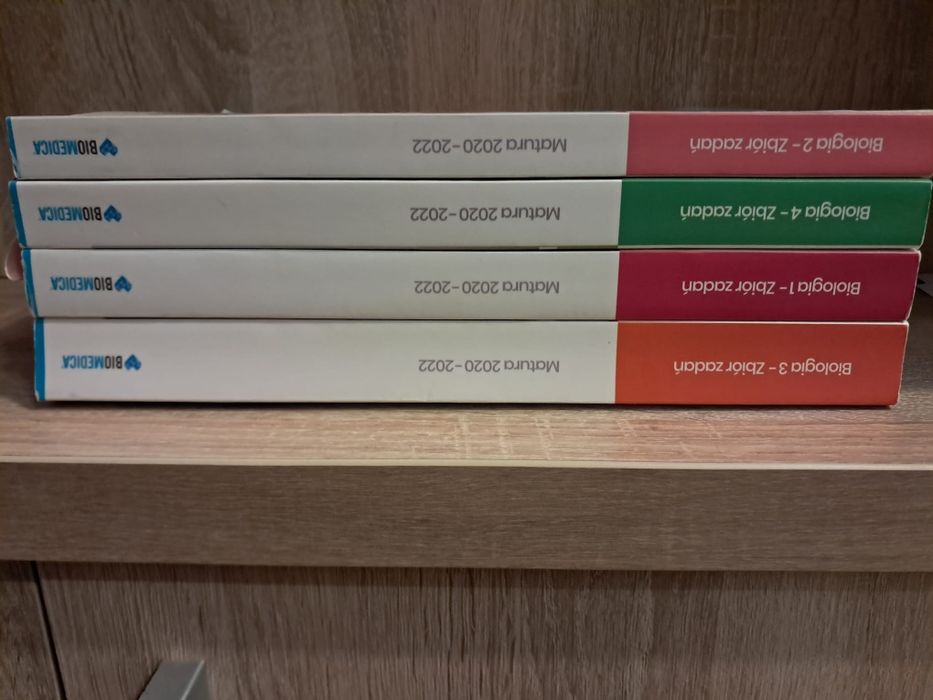 Biologia 2 – Zbiór zadań Matura 2020–2022 BIOMEDICA
Biologia 4 – Zbiór zadań Matura 2020–2022 BIOMEDICA
Biologia 1 – Zbiór zadań Matura 2020–2022 BIOMEDICA
Biologia 3 – Zbiór zadań Matura 2020–2022 BIOMEDICA